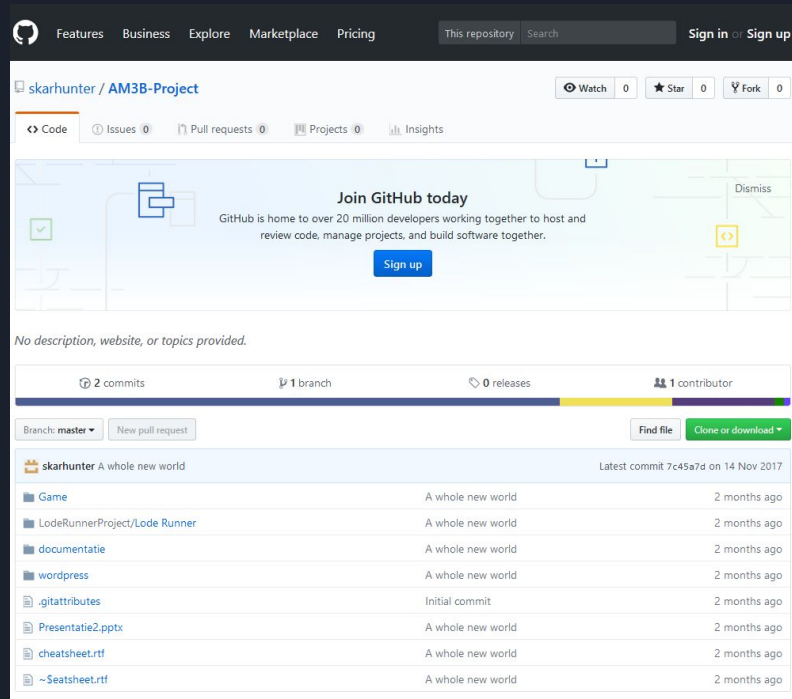 Features Business Explore Marketplace Pricing This repository Search Sign in or Sign up
skarhunter / AM3B-Project Watch 0 Star 0 Fork 0
Code Issues 0 Pull requests 0 Projects 0 Insights
Join GitHub today
Dismiss
GitHub is home to over 20 million developers working together to host and
review code, manage projects, and build software together.
Sign up
No description, website, or topics provided.
2 commits 1 branch 0 releases 1 contributor
Branch: master New pull request Find file Clone or download
skarhunter A whole new world Latest commit 7c45a7d on 14 Nov 2017
Game A whole new world 2 months ago
LodeRunnerProject/Lode Runner A whole new world 2 months ago
documentatie A whole new world 2 months ago
wordpress A whole new world 2 months ago
.gitattributes Initial commit 2 months ago
Presentatie2.pptx A whole new world 2 months ago
cheatsheet.rtf A whole new world 2 months ago
~$eatsheet.rtf A whole new world 2 months ago